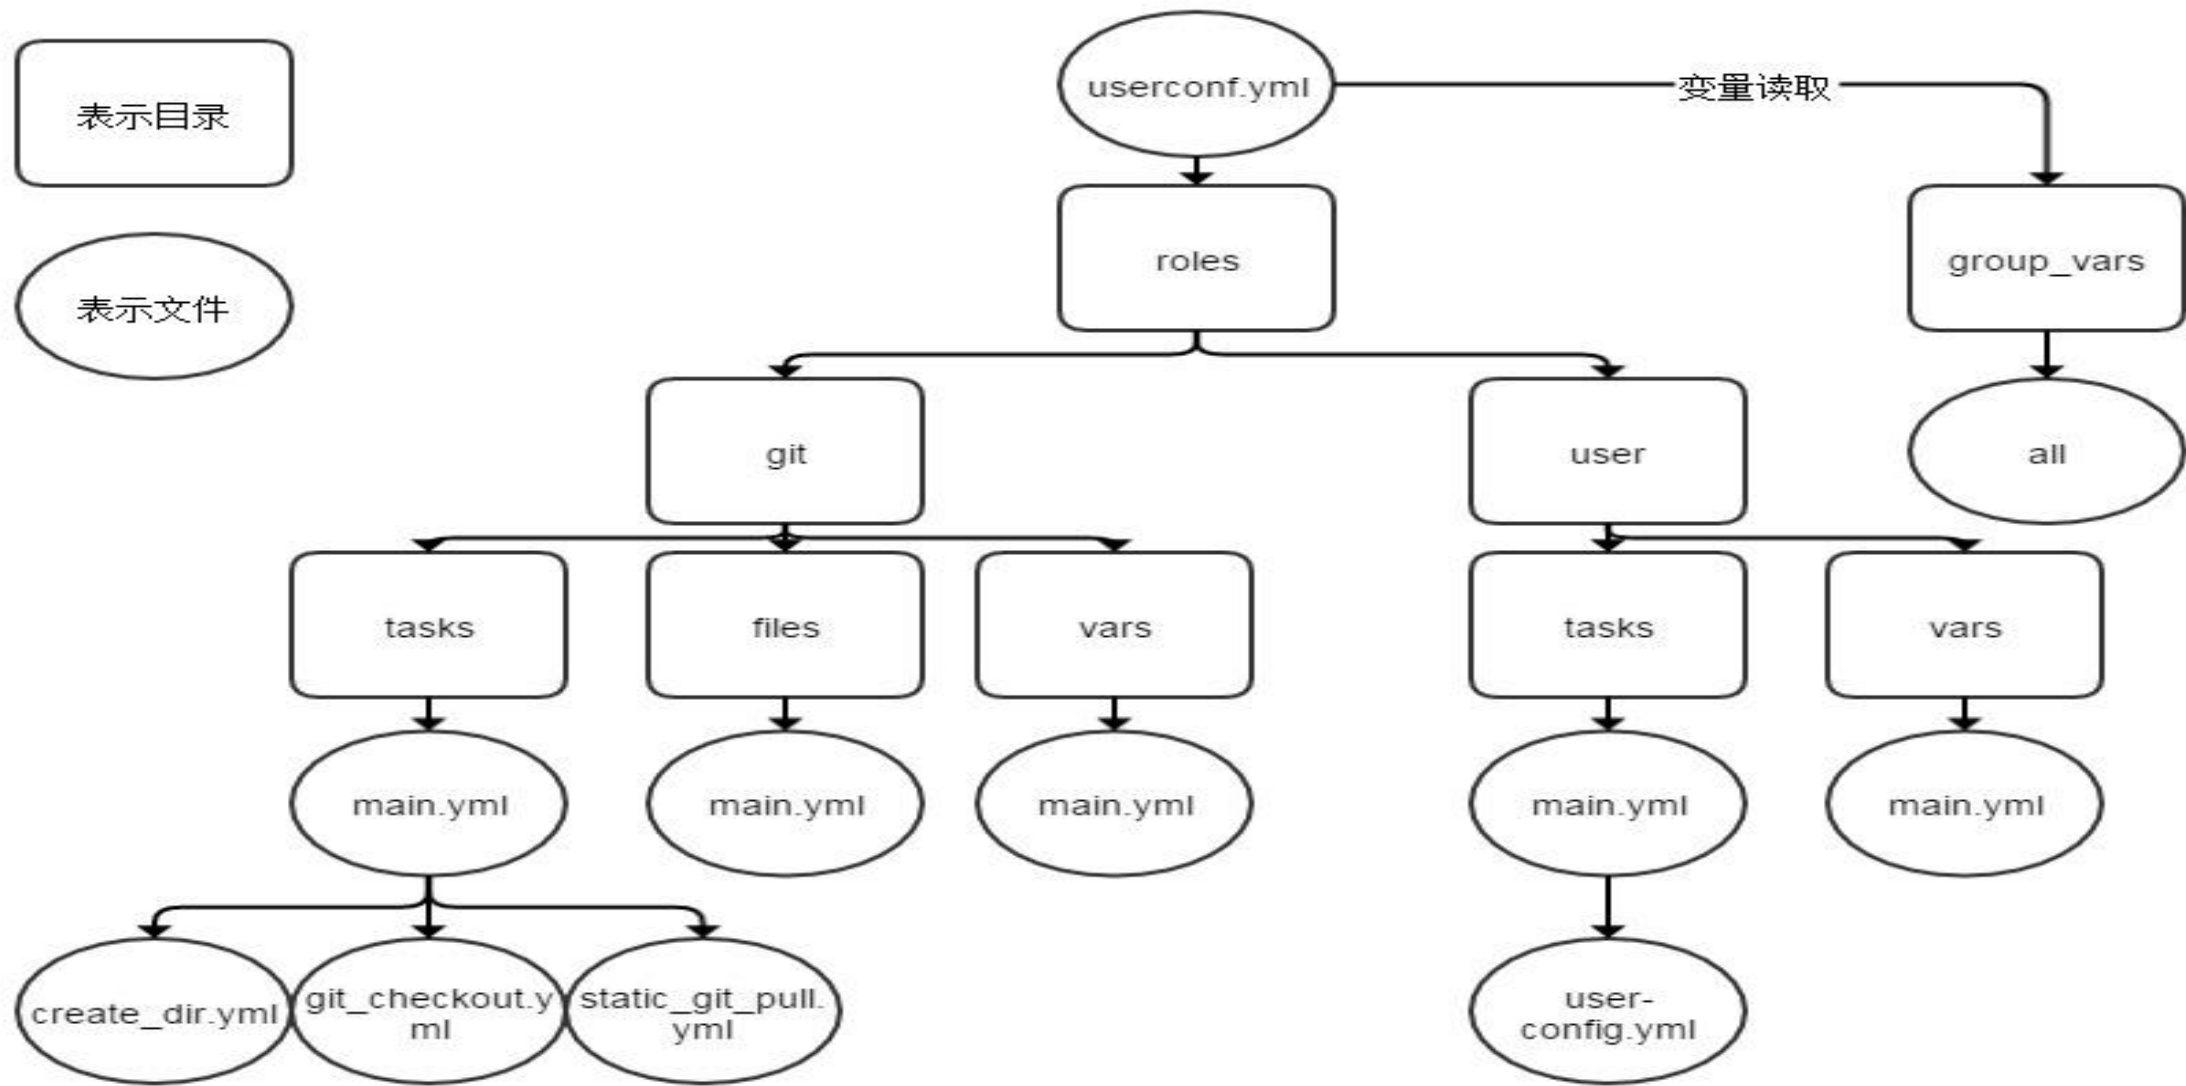 表示目录
表示文件
userconf.yml
变量读取
roles
group_vars
git
user
all
tasks
files
vars
tasks
vars
main.yml
main.yml
main.yml
main.yml
main.yml
create_dir.yml
git_checkout.y
ml
static_git_pull.
yml
user-
config.yml